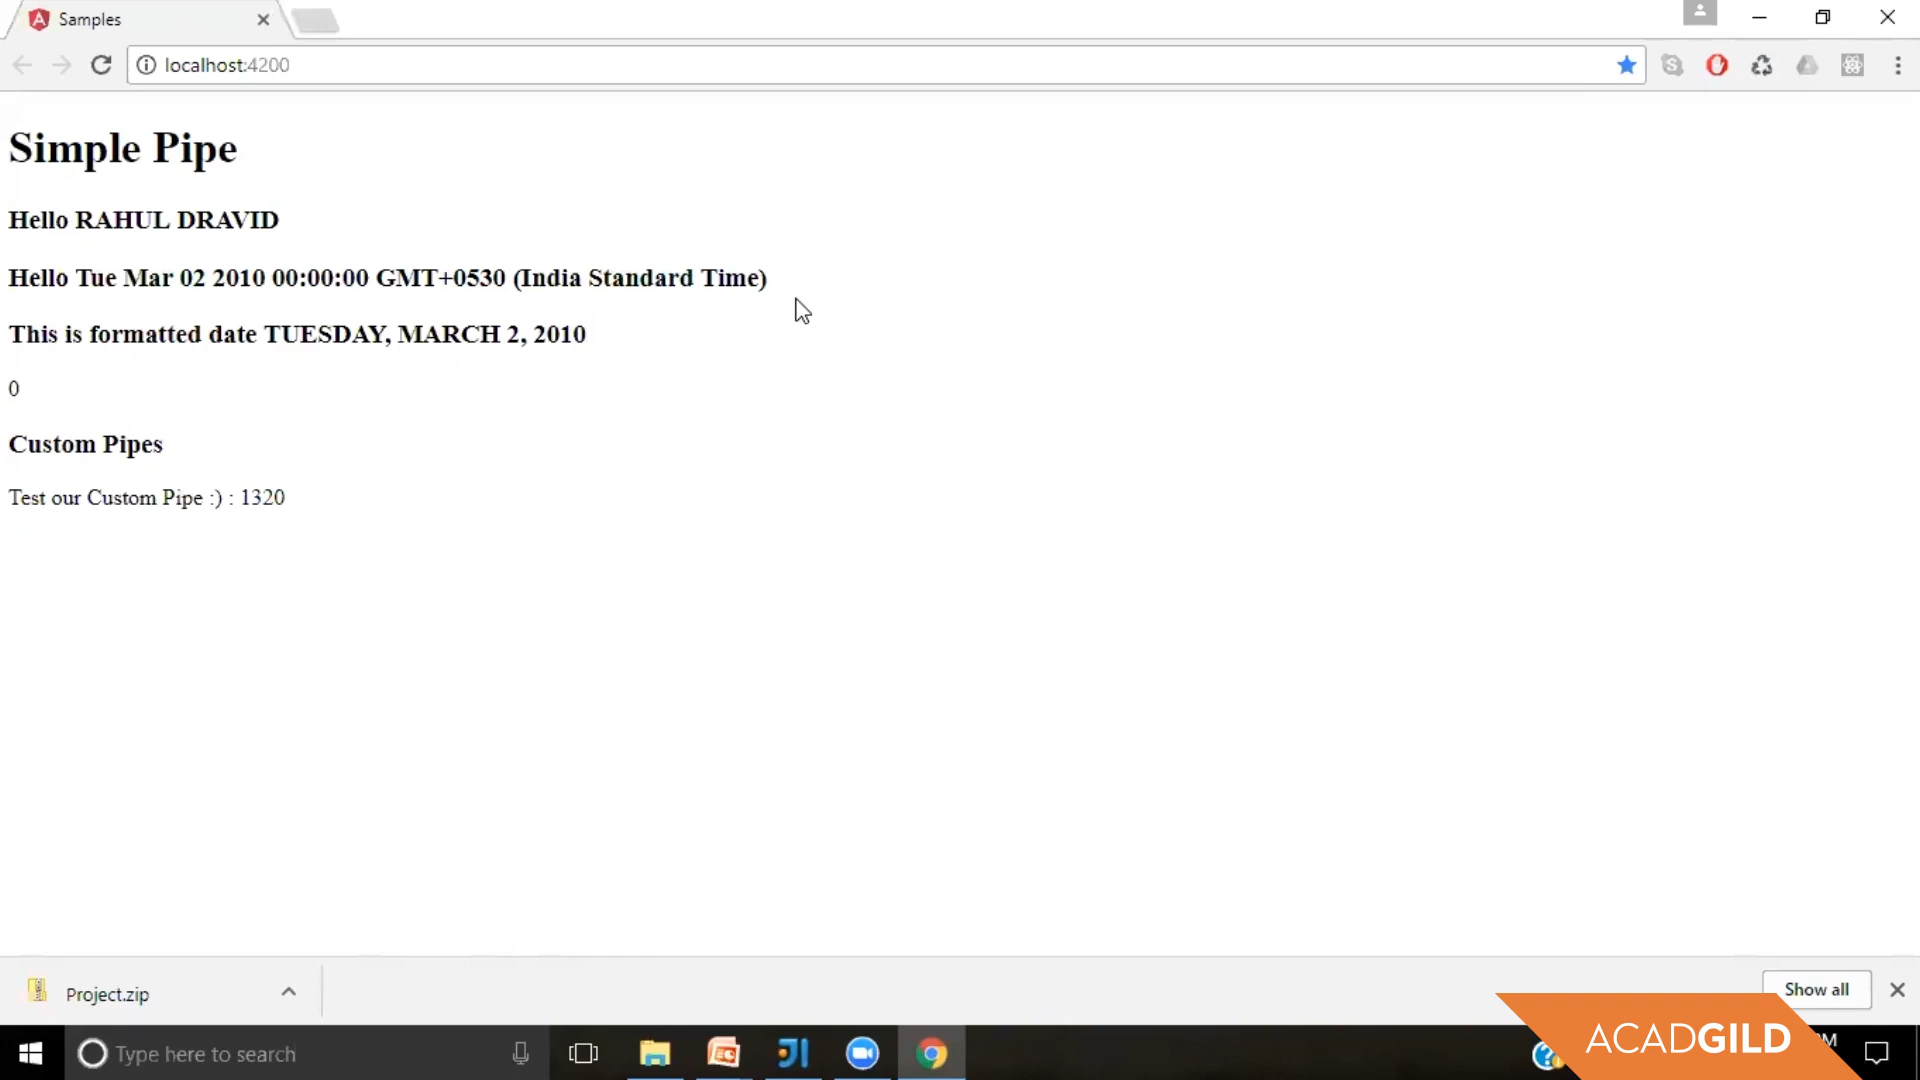 Samples
localhost:4200
Simple Pipe
Hello RAHUL DRAVID
Hello Tue Mar 02 2010 00:00:00 GMT+0530 (India Standard Time)
This is formatted date TUESDAY, MARCH 2, 2010
0
Custom Pipes
Test our Custom Pipe :) : 1320
Project.zip
Show all
Type here to search
ACADGILD